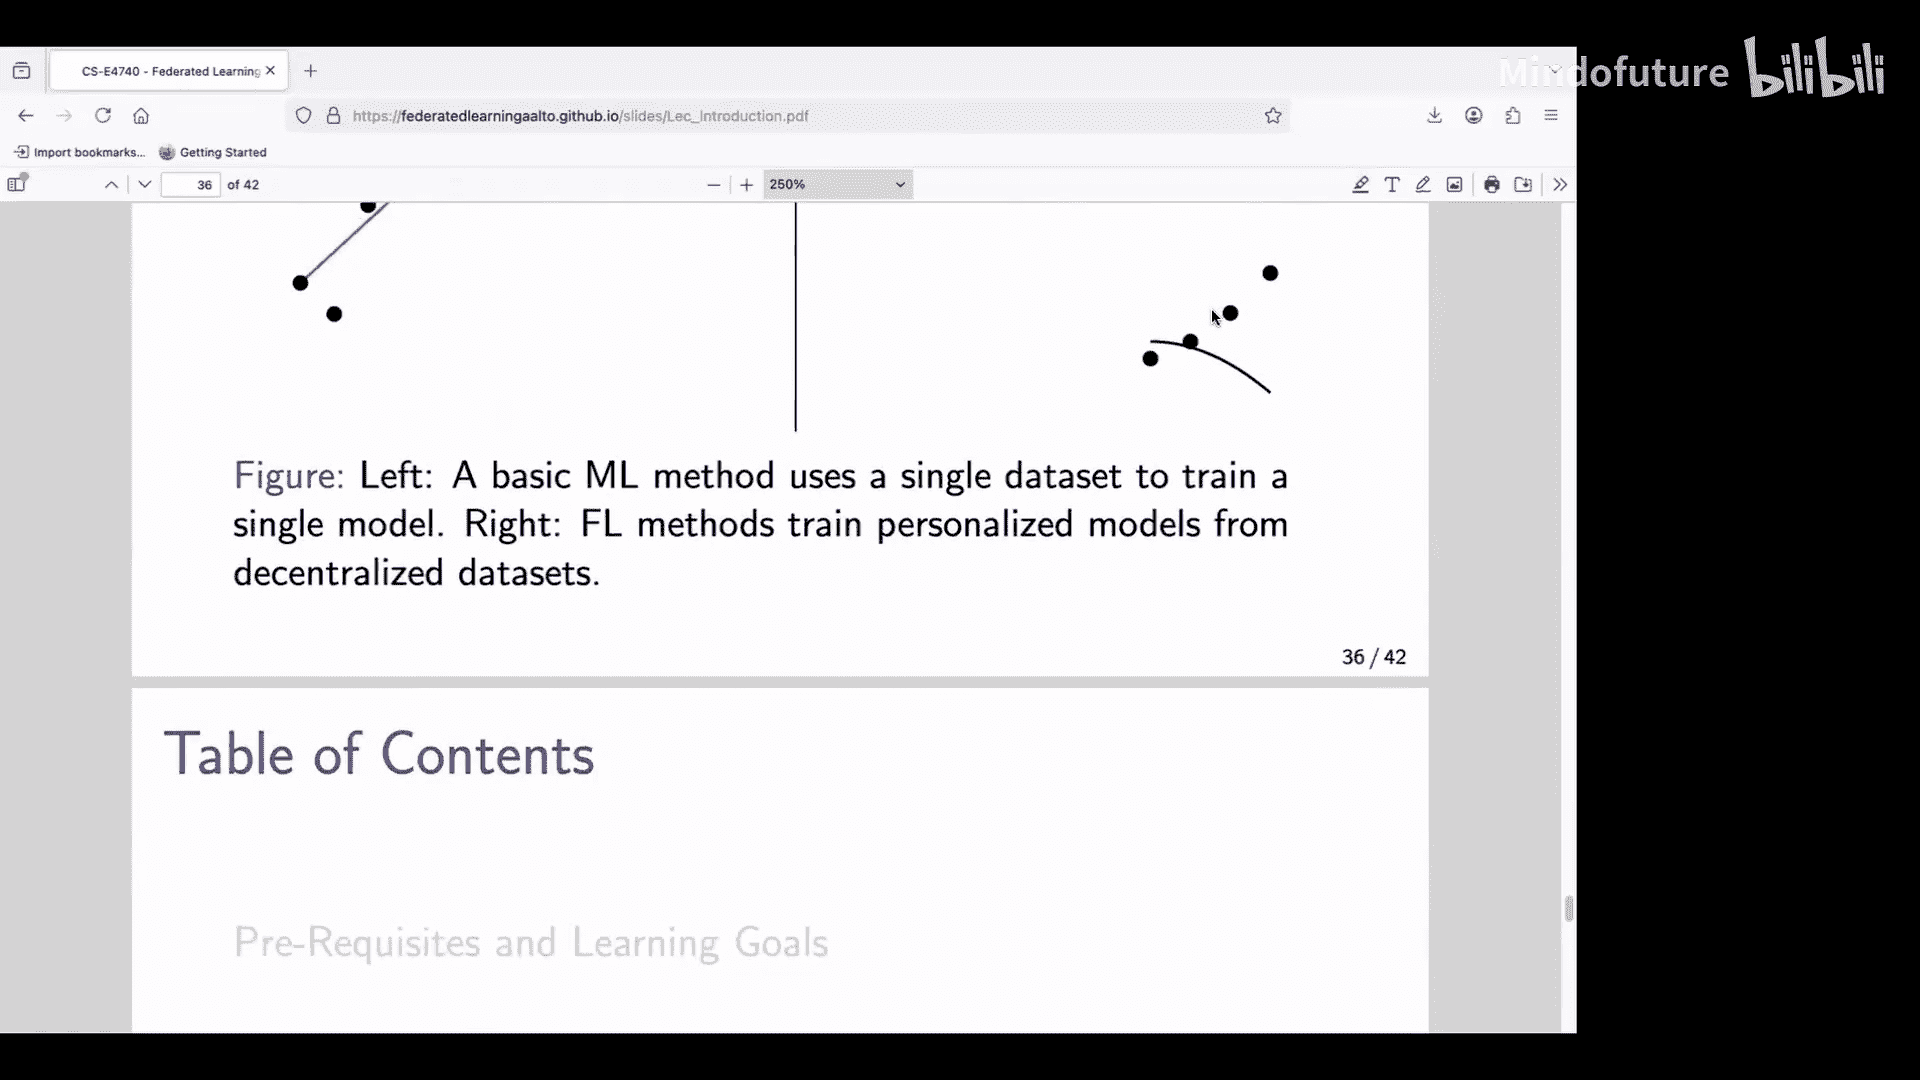 Mindofuture bilibili
CS-E4740 - Federated Learning
https://federatedlearningaalto.github.io/slides/Lec_Introduction.pdf
Import bookmarks... Getting Started
36 of 42
250%
Figure: Left: A basic ML method uses a single dataset to train a
single model. Right: FL methods train personalized models from
decentralized datasets.
36 / 42
Table of Contents
Pre-Requisites and Learning Goals